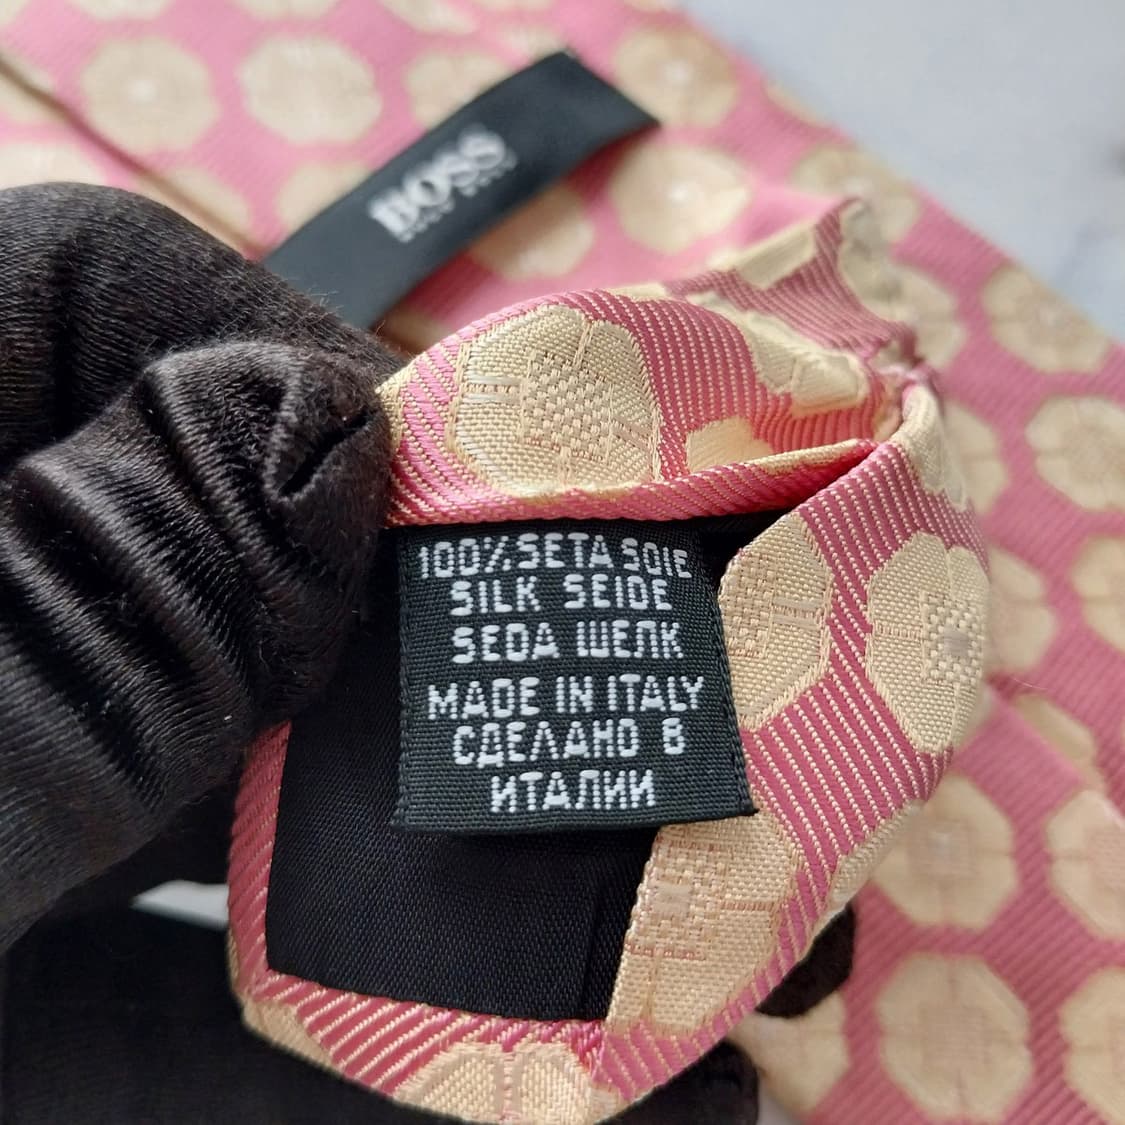 BOSS
100% SETA SOIE
SILK SEIDE
SEDA ШЕЛК
MADE IN ITALY
СДЕЛАНО В
ИТАЛИИ